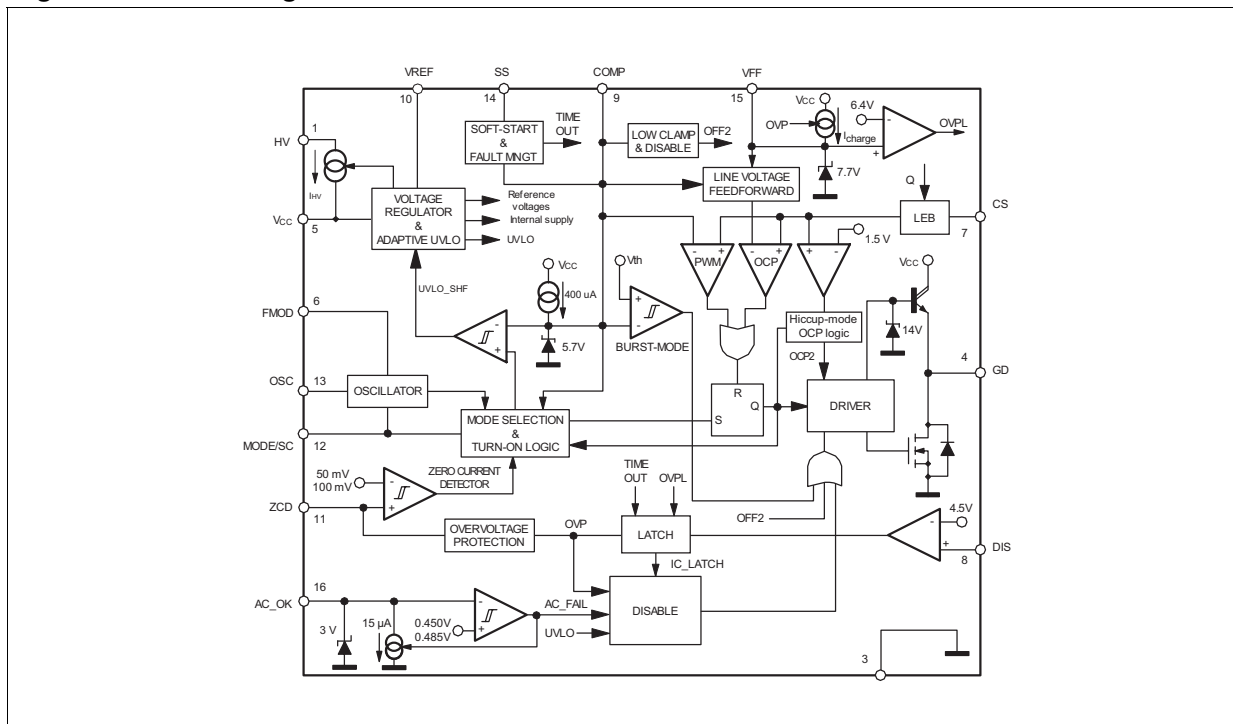 VREF
SS
COMP
VFF
10
14
9
15
HV
1
IHV
VCC
5
SOFT-START
&
FAULT MNGT
TIME
OUT
LOW CLAMP
& DISABLE
OFF2
VCC
OVP
Icharge
6.4V
-
+
OVPL
7.7V
VOLTAGE
REGULATOR
&
ADAPTIVE UVLO
Reference
voltages
Internal supply
UVLO
LINE VOLTAGE
FEEDFORWARD
Q
LEB
CS
7
UVLO_SHF
VCC
400 uA
5.7V
-
+
Vth
+
-
BURST-MODE
- +
PWM
- +
OCP
+ -
1.5 V
Hiccup-mode
OCP logic
OCP2
VCC
14V
4
GD
FMOD
6
OSC
13
OSCILLATOR
MODE/SC
12
MODE SELECTION
&
TURN-ON LOGIC
R
S
Q
DRIVER
50 mV
100 mV
-
+
ZERO CURRENT
DETECTOR
ZCD
11
OVERVOLTAGE
PROTECTION
OVP
TIME
OUT
OVPL
LATCH
IC_LATCH
OFF2
4.5V
-
+
DIS
8
AC_OK
16
3 V
15 µA
0.450V
0.485V
-
+
AC_FAIL
UVLO
DISABLE
3